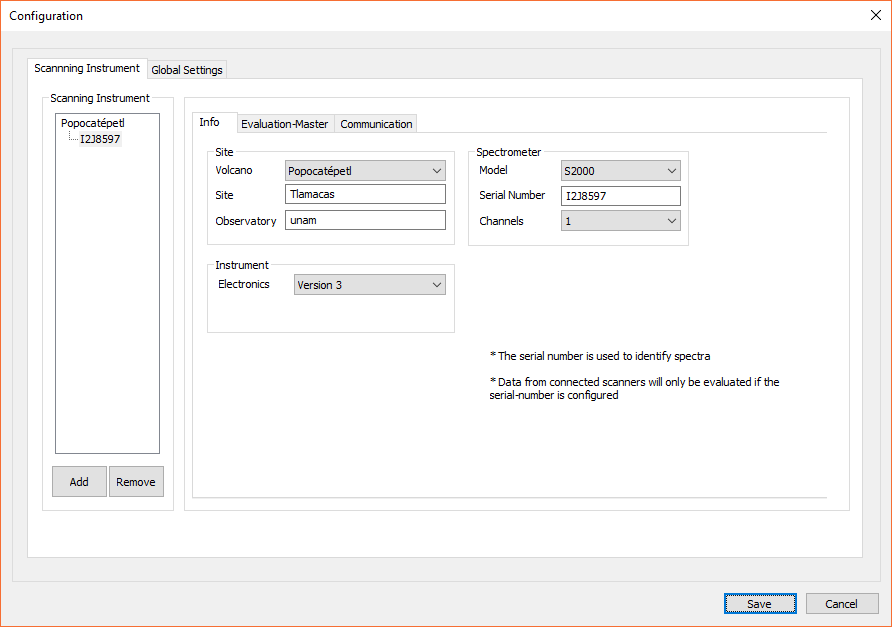 Configuration
Scannning Instrument
Global Settings
Scanning Instrument
Popocatépetl
I2J8597
Add
Remove
Info
Evaluation-Master
Communication
Site
Volcano
Popocatépetl
Site
Tlamacas
Observatory
unam
Spectrometer
Model
S2000
Serial Number
I2J8597
Channels
1
Instrument
Electronics
Version 3
* The serial number is used to identify spectra
* Data from connected scanners will only be evaluated if the
serial-number is configured
Save
Cancel